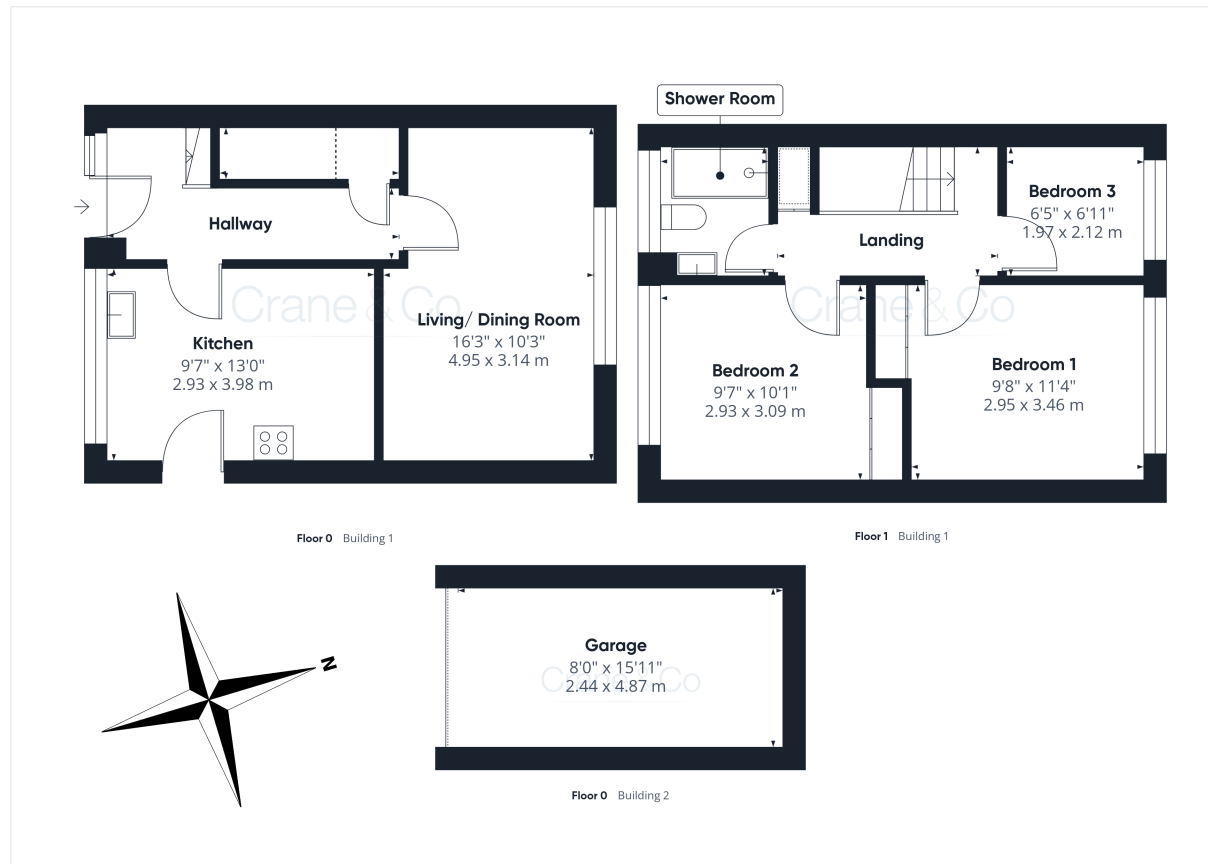 Shower Room
Hallway
Kitchen
9'7" x 13'0"
2.93 x 3.98 m
Living/ Dining Room
16'3" x 10'3"
4.95 x 3.14 m
Crane & Co
Floor 0 Building 1
Bedroom 3
6'5" x 6'11"
1.97 x 2.12 m
Landing
Bedroom 2
9'7" x 10'1"
2.93 x 3.09 m
Bedroom 1
9'8" x 11'4"
2.95 x 3.46 m
Crane & Co
Floor 1 Building 1
N
Garage
8'0" x 15'11"
2.44 x 4.87 m
Crane & Co
Floor 0 Building 2